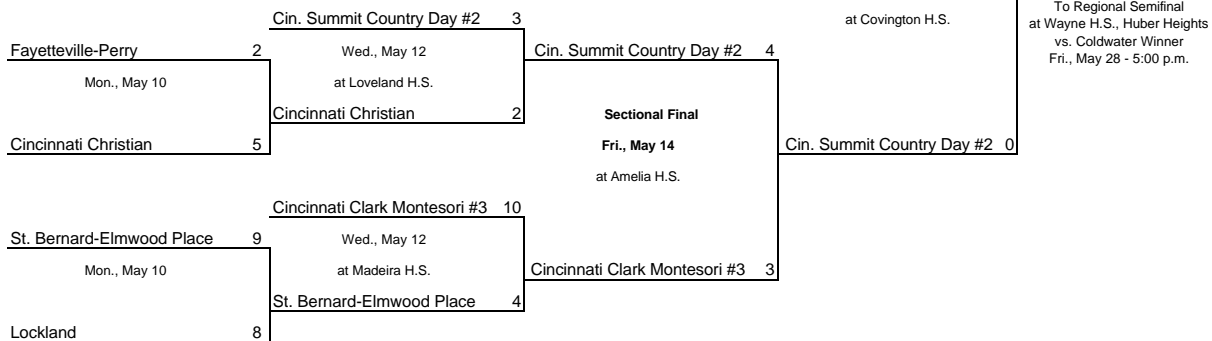 To Regional Semifinal
Cin. Summit Country Day #2 3
at Covington H.S.
at Wayne H.S., Huber Heights
vs. Coldwater Winner
Fayetteville-Perry 2
Wed., May 12
Cin. Summit Country Day #2 4
Fri., May 28 - 5:00 p.m.
Mon., May 10
at Loveland H.S.
Cincinnati Christian 2
Sectional Final
Cincinnati Christian 5
Fri., May 14
Cin. Summit Country Day #2 0
at Amelia H.S.
Cincinnati Clark Montesori #3 10
St. Bernard-Elmwood Place 9
Wed., May 12
Mon., May 10
at Madeira H.S.
Cincinnati Clark Montesori #3 3
St. Bernard-Elmwood Place 4
Lockland 8